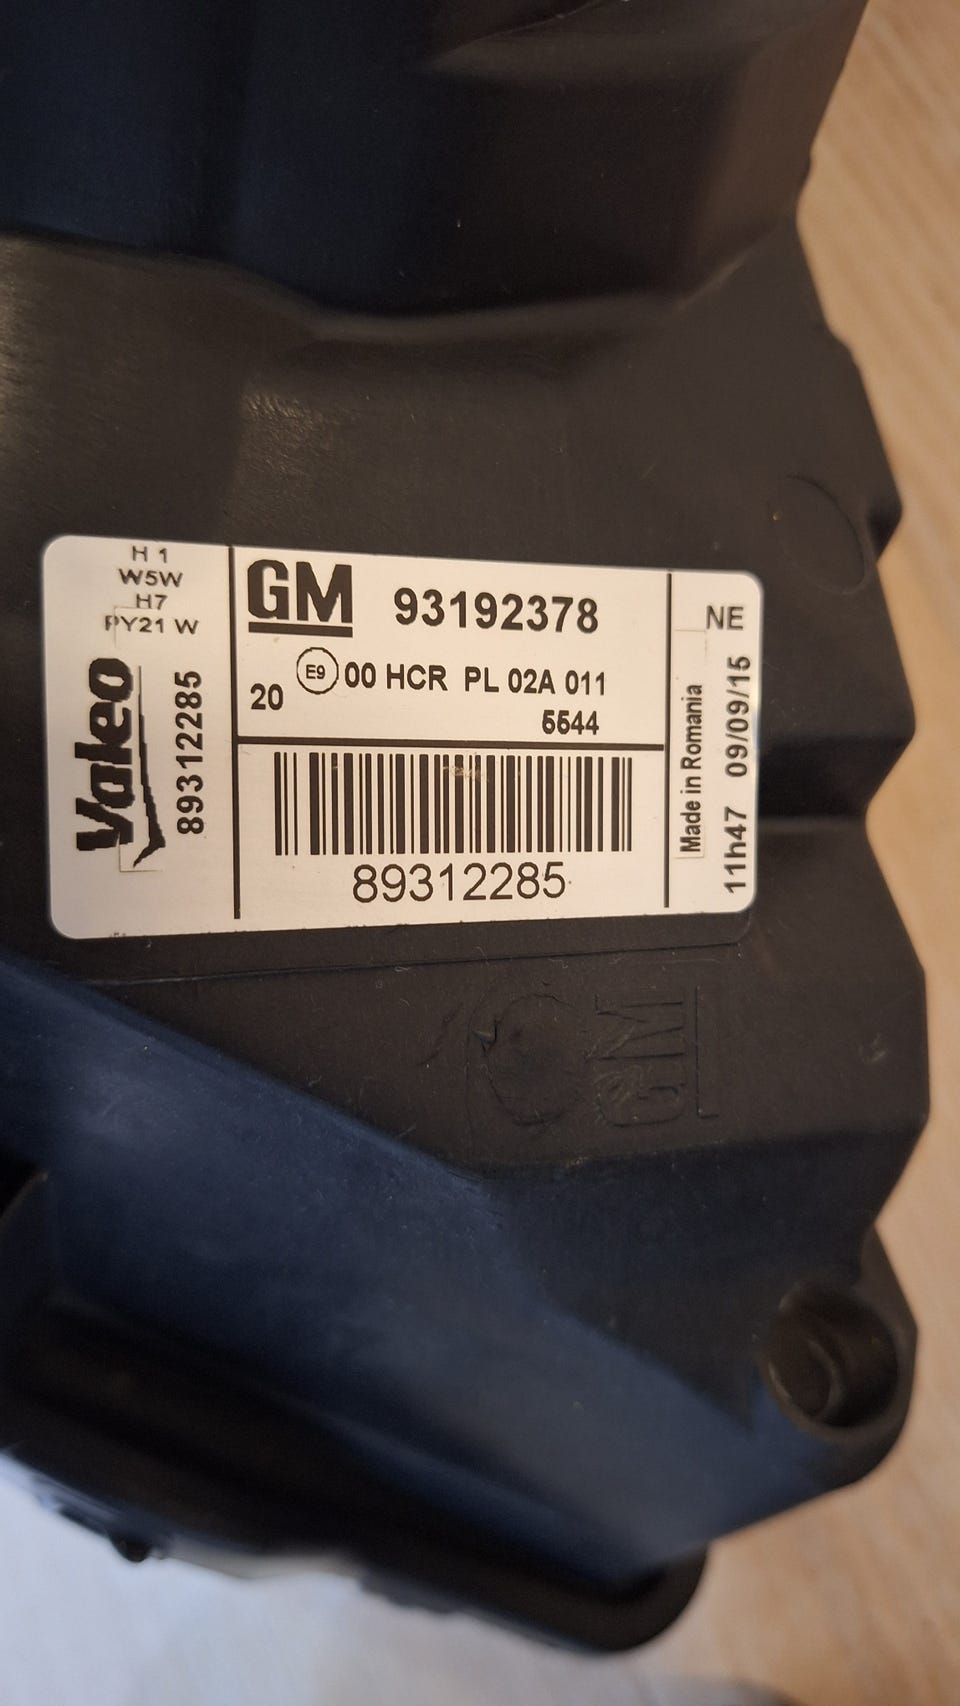 H 1
W5W
H7
PY21 W
Valeo
89312285
GM 93192378
20 E9 00 HCR PL 02A 011
5544
89312285
NE
Made in Romania
11h47 09/09/15
GM